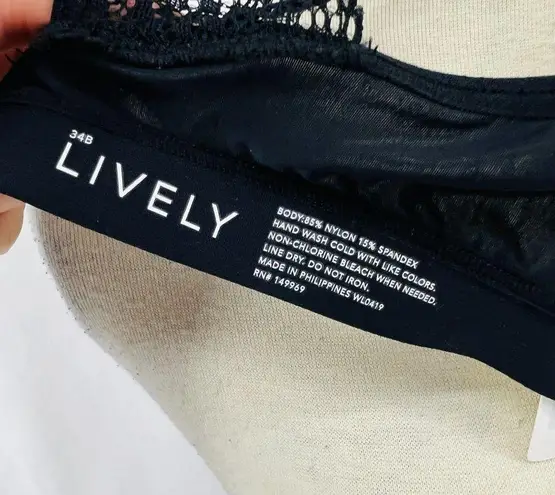 34B
LIVELY
BODY:85% NYLON 15% SPANDEX
HAND WASH COLD WITH LIKE COLORS.
NON-CHLORINE BLEACH WHEN NEEDED.
LINE DRY. DO NOT IRON.
MADE IN PHILIPPINES WL0419
RN# 149969